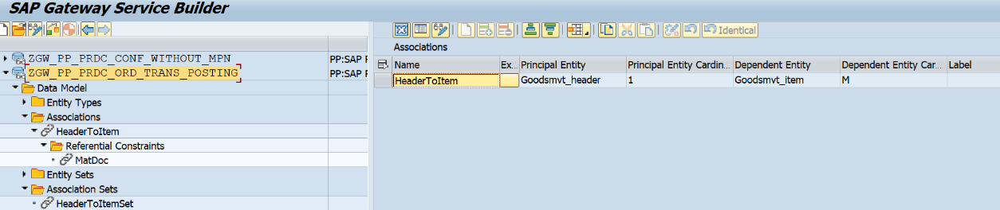 SAP Gateway Service Builder
Identical
Associations
Name Ex... Principal Entity Principal Entity Cardin... Dependent Entity Dependent Entity Car... Label
HeaderToItem Goodsmvt_header 1 Goodsmvt_item M
ZGW_PP_PRDC_CONF_WITHOUT_MPN PP:SAP F
ZGW_PP_PRDC_ORD_TRANS_POSTING PP:SAP F
Data Model
Entity Types
Associations
HeaderToItem
Referential Constraints
MatDoc
Entity Sets
Association Sets
HeaderToItemSet